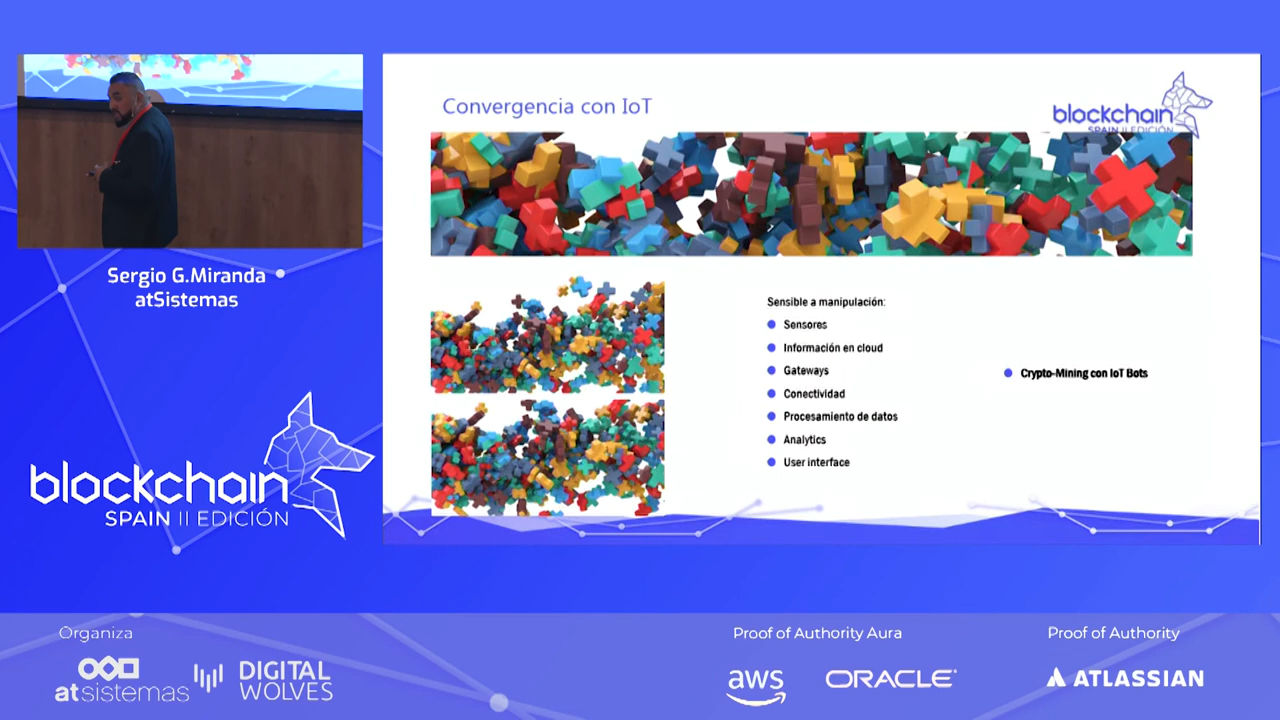 Sergio G.Miranda
atSistemas
blockchain
SPAIN II EDICIÓN
Convergencia con IoT
blockchain
SPAIN II EDICIÓN
Sensible a manipulación:
Sensores
Información en cloud
Gateways
Conectividad
Procesamiento de datos
Analytics
User interface
Crypto-Mining con IoT Bots
Organiza
atsistemas
DIGITAL
WOLVES
Proof of Authority Aura
aws
ORACLE
Proof of Authority
ATLASSIAN